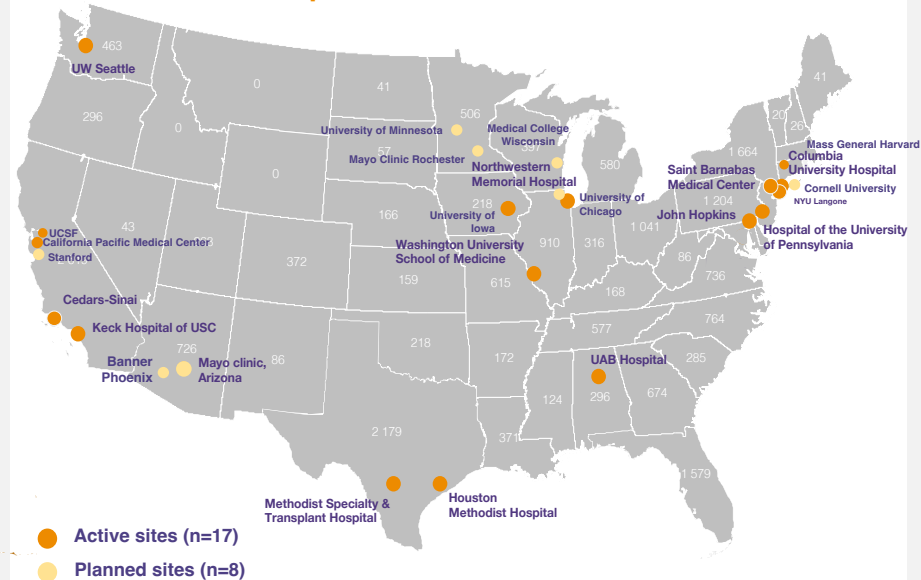 463
UW Seattle
41
0
506
41
296
0
University of Minnesota
Medical College
Wisconsin
20
26
Mass General Harvard
1 664
57
Mayo Clinic Rochester
580
Columbia
University Hospital
0
Northwestern
Memorial Hospital
Saint Barnabas
Medical Center
Cornell University
NYU Langone
218
University of
Iowa
University of
Chicago
1 204
John Hopkins
166
43
1 041
Hospital of the University
of Pennsylvania
UCSF
California Pacific Medical Center
Stanford
Washington University
School of Medicine
910
316
86
372
159
615
168
736
Cedars-Sinai
Keck Hospital of USC
764
577
726
86
218
172
UAB Hospital
285
Banner
Phoenix
Mayo clinic,
Arizona
124
296
674
2 179
371
1 579
Methodist Specialty &
Transplant Hospital
Houston
Methodist Hospital
Active sites (n=17)
Planned sites (n=8)